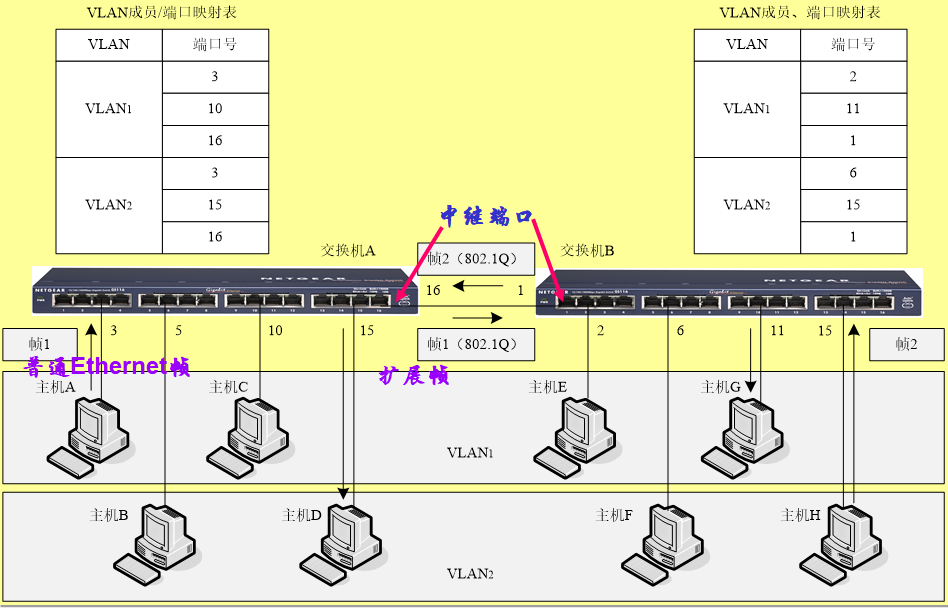 VLAN成员/端口映射表
VLAN 端口号
VLAN1
3
10
16
VLAN2
3
15
16
VLAN成员、端口映射表
VLAN 端口号
VLAN1
2
11
1
VLAN2
6
15
1
中继端口
交换机A
帧2（802.1Q）
交换机B
NETGEAR
NETGEAR
16
1
帧1（802.1Q）
帧1
3
5
10
15
2
6
11
15
帧2
普通Ethernet帧
扩展帧
主机A
主机C
主机E
主机G
VLAN1
主机B
主机D
主机F
主机H
VLAN2